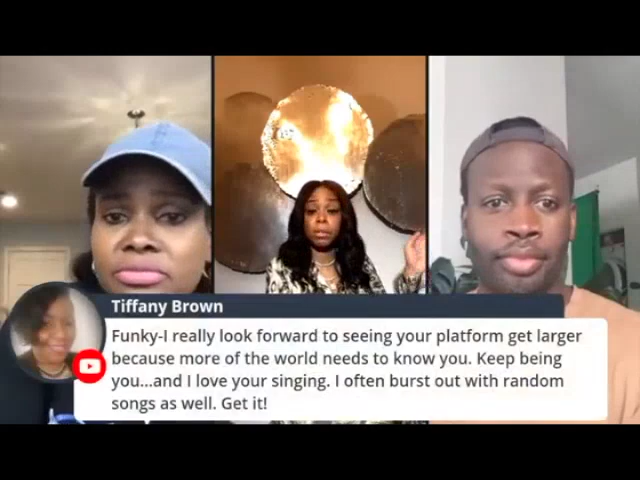 Tiffany Brown
Funky-I really look forward to seeing your platform get larger
because more of the world needs to know you. Keep being
you...and I love your singing. I often burst out with random
songs as well. Get it!